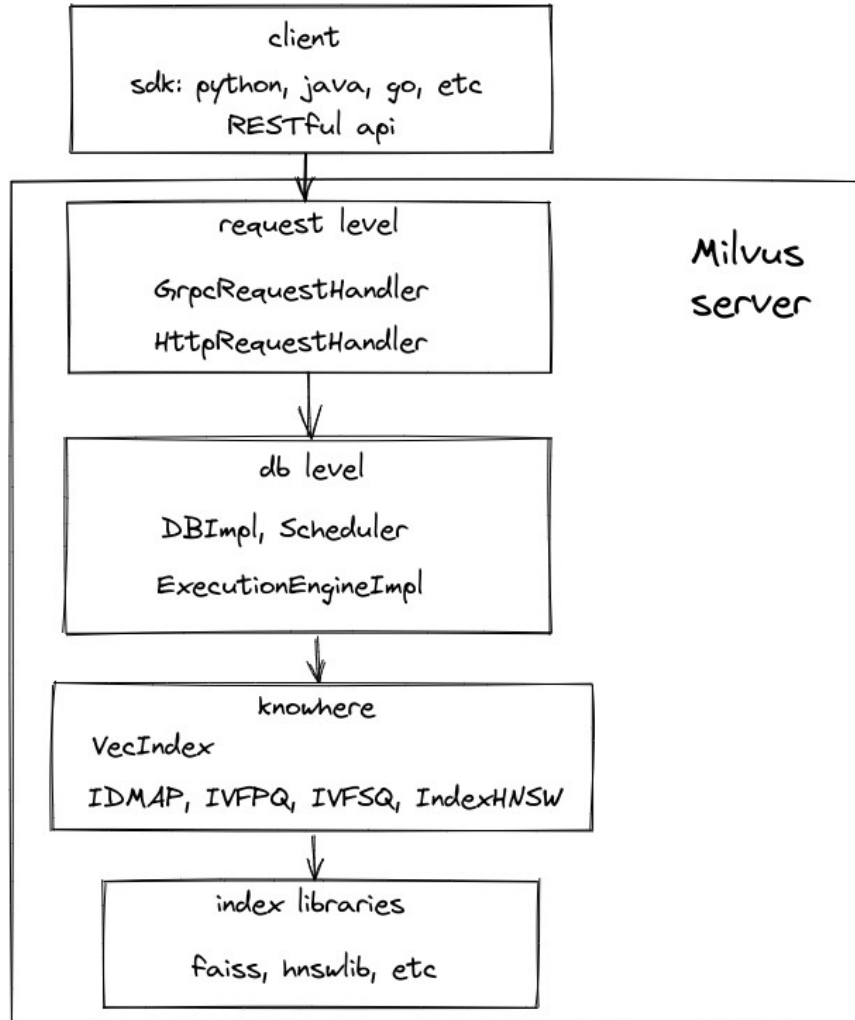 client
sdk: python, java, go, etc
RESTful api
request level
GrpcRequestHandler
HttpRequestHandler
Milvus
server
db level
DBImpl, Scheduler
ExecutionEngineImpl
knowhere
VecIndex
IDMAP, IVFPQ, IVFSQ, IndexHNSW
index libraries
faiss, hnswlib, etc